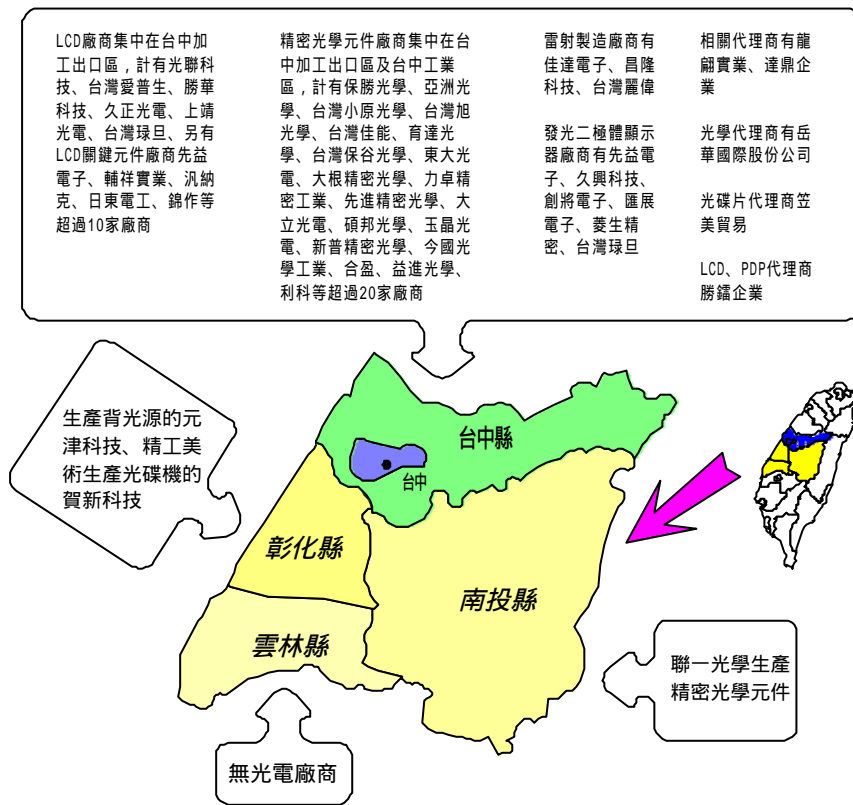 LCD廠商集中在台中加
工出口區，計有光聯科
技、台灣愛普生、勝華
科技、久正光電、上靖
光電、台灣琭旦、另有
LCD關鍵元件廠商先益
電子、輔祥實業、汎納
克、日東電工、錦作等
超過10家廠商
精密光學元件廠商集中在台
中加工出口區及台中工業
區，計有保勝光學、亞洲光
學、台灣小原光學、台灣旭
光學、台灣佳能、育達光
學、台灣保谷光學、東大光
電、大根精密光學、力卓精
密工業、先進精密光學、大
立光電、碩邦光學、玉晶光
電、新普精密光學、今國光
學工業、合盈、益進光學、
利科等超過20家廠商
雷射製造廠商有
佳達電子、昌隆
科技、台灣麗偉
發光二極體顯示
器廠商有先益電
子、久興科技、
創將電子、匯展
電子、菱生精
密、台灣琭旦
相關代理商有龍
翩實業、達鼎企
業
光學代理商有岳
華國際股份公司
光碟片代理商笠
美貿易
LCD、PDP代理商
勝鐳企業
生產背光源的元
津科技、精工美
術生產光碟機的
賀新科技
台中縣
台中
彰化縣
南投縣
雲林縣
聯一光學生產
精密光學元件
無光電廠商